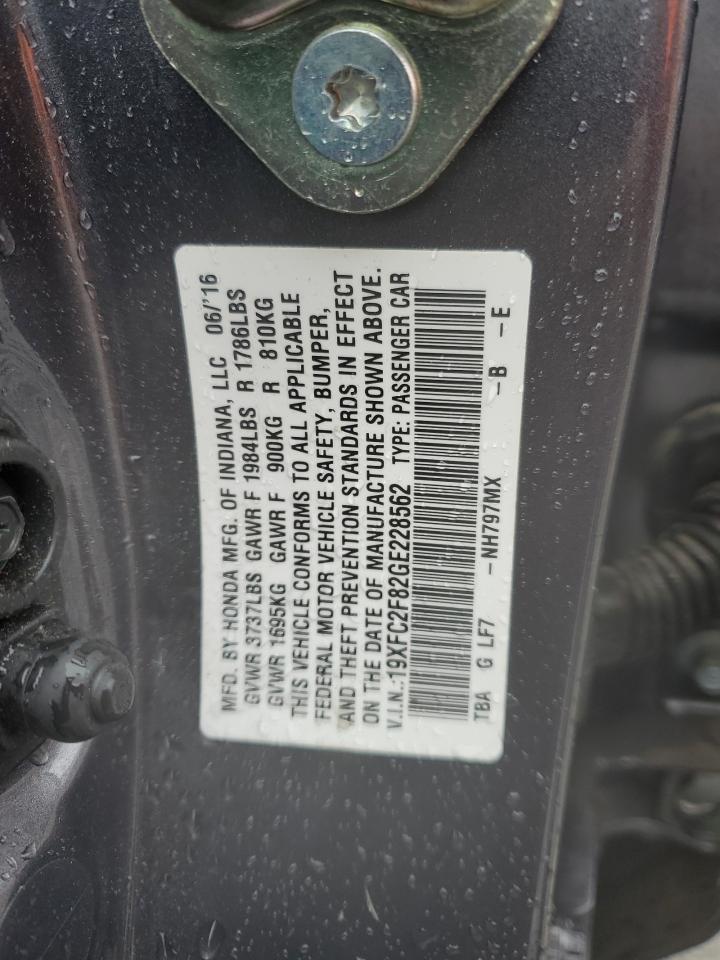 MFD. BY HONDA MFG. OF INDIANA, LLC 06/'16
GVWR 3737LBS GAWR F 1984LBS R 1786LBS
GVWR 1695KG GAWR F 900KG R 810KG
THIS VEHICLE CONFORMS TO ALL APPLICABLE
FEDERAL MOTOR VEHICLE SAFETY, BUMPER,
AND THEFT PREVENTION STANDARDS IN EFFECT
ON THE DATE OF MANUFACTURE SHOWN ABOVE.
V.I.N.:19XFC2F82GE228562 TYPE: PASSENGER CAR
TBA G LF7 -NH797MX -B -E